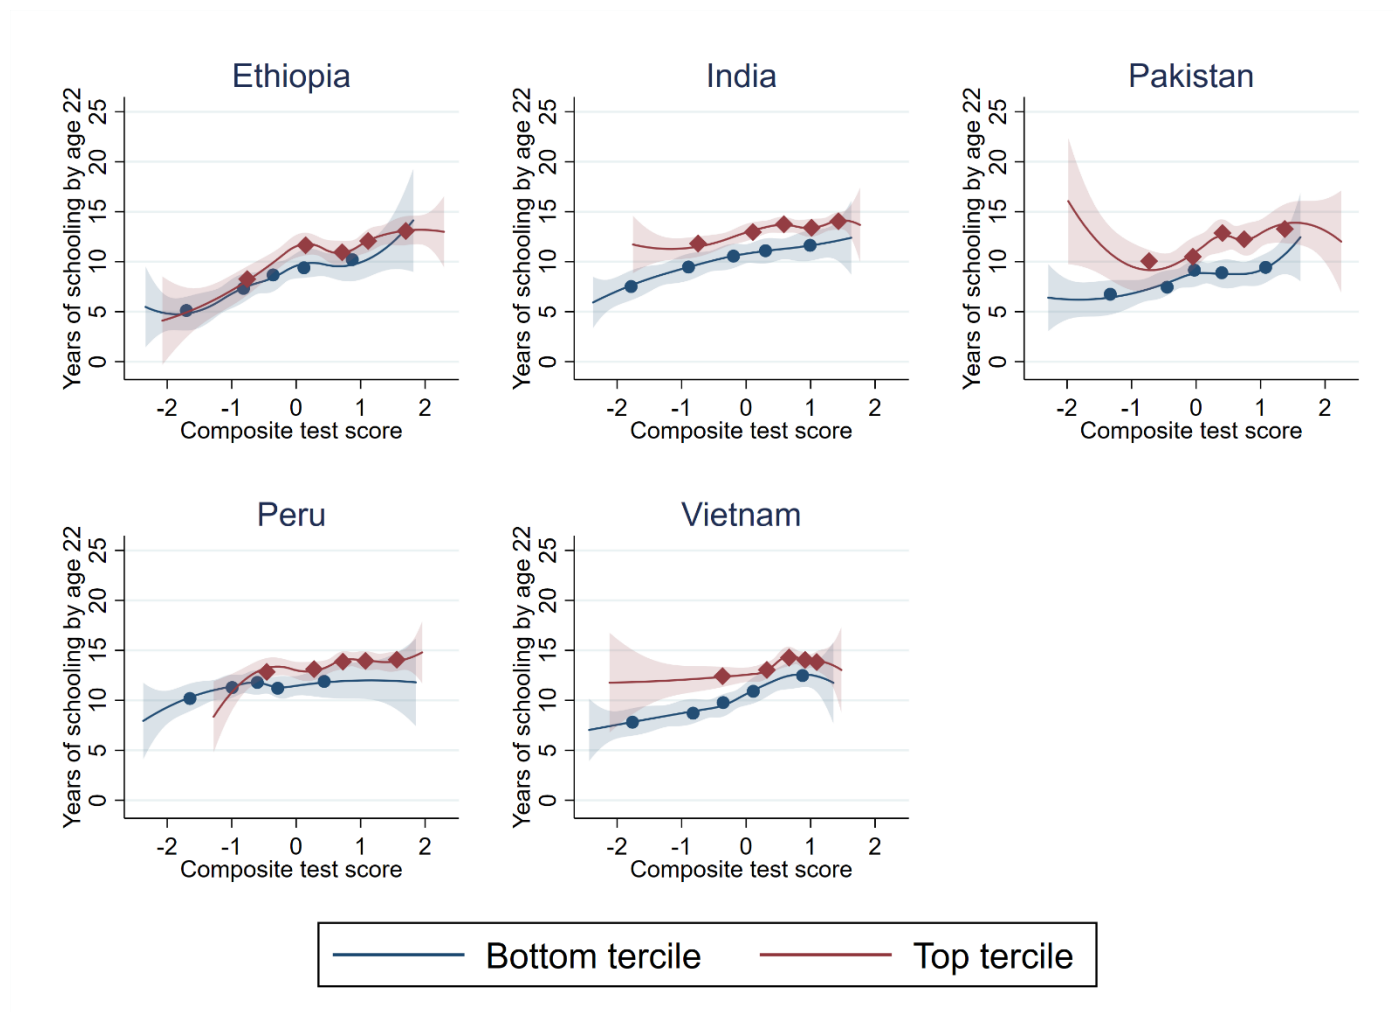 Ethiopia
Years of schooling by age 22
25
20
15
10
5
0
-2 -1 0 1 2
Composite test score
India
Years of schooling by age 22
25
20
15
10
5
0
-2 -1 0 1 2
Composite test score
Pakistan
Years of schooling by age 22
25
20
15
10
5
0
-2 -1 0 1 2
Composite test score
Peru
Years of schooling by age 22
25
20
15
10
5
0
-2 -1 0 1 2
Composite test score
Vietnam
Years of schooling by age 22
25
20
15
10
5
0
-2 -1 0 1 2
Composite test score
Bottom tercile Top tercile